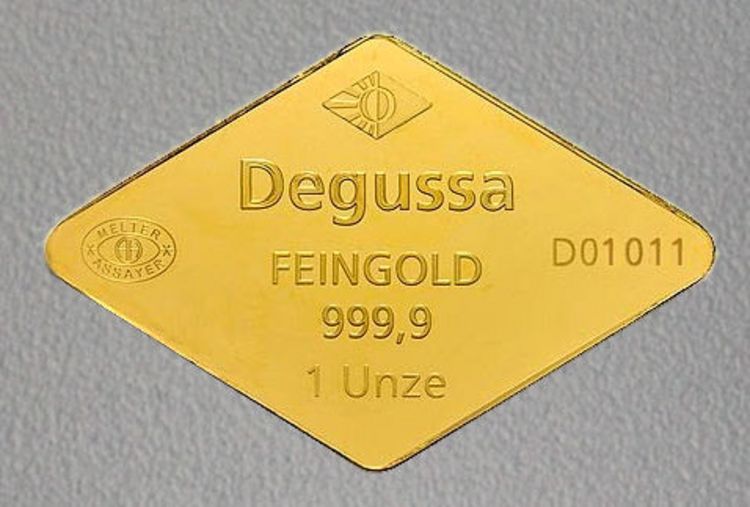 Degussa
MELTER
ASSAYER
FEINGOLD
D01011
999,9
1 Unze